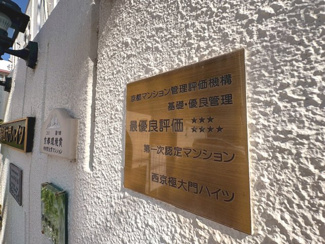 京都マンション管理評価機構
基礎・優良管理
最優良評価 ★★★
★★★★
第一次認定マンション
西京極大門ハイツ